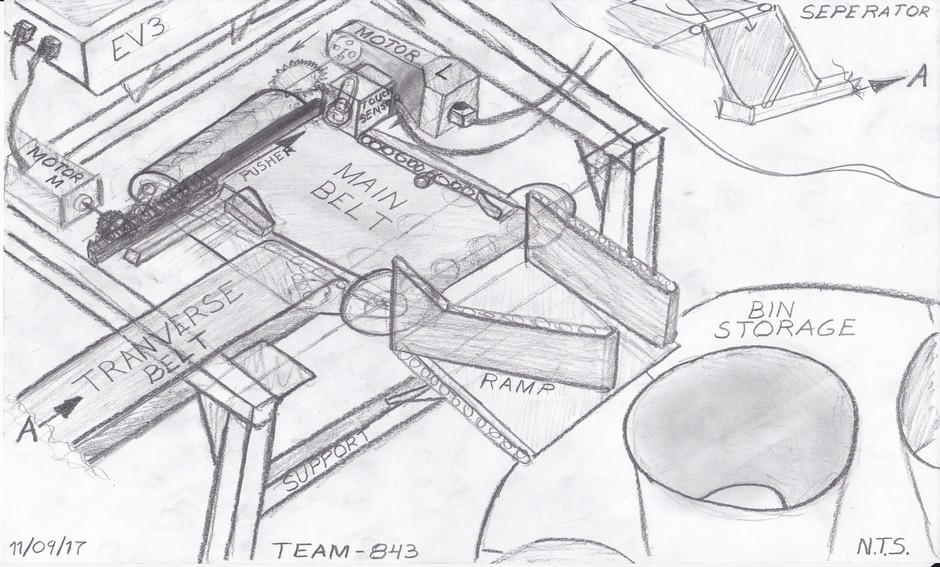 SEPERATOR
EV3
MOTOR
L
A
TOUCH
SENSOR
MOTOR
M
PUSHER
MAIN
BELT
TRANVERSE
BELT
BIN
STORAGE
RAMP
A
SUPPORT
11/09/17
TEAM-843
N.T.S.